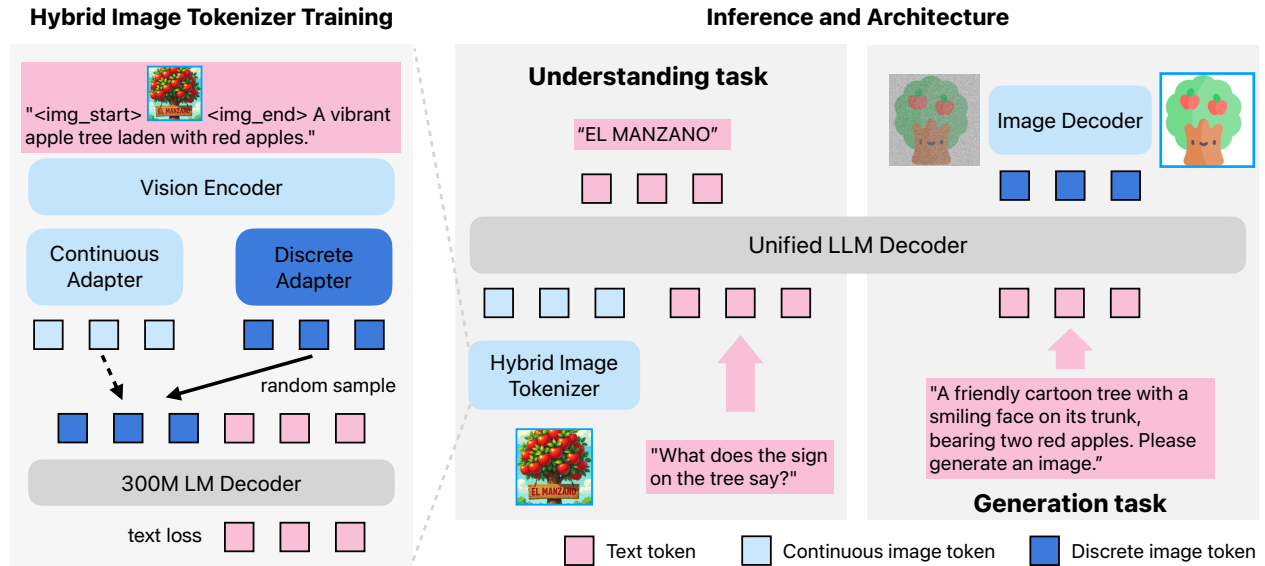 Hybrid Image Tokenizer Training
"<img_start> EL MANZANO <img_end> A vibrant
apple tree laden with red apples."
Vision Encoder
Continuous
Adapter
Discrete
Adapter
random sample
300M LM Decoder
text loss
Inference and Architecture
Understanding task
“EL MANZANO”
Unified LLM Decoder
Hybrid Image
Tokenizer
EL MANZANO
"What does the sign
on the tree say?"
Image Decoder
"A friendly cartoon tree with a
smiling face on its trunk,
bearing two red apples. Please
generate an image.”
Generation task
Text token
Continuous image token
Discrete image token